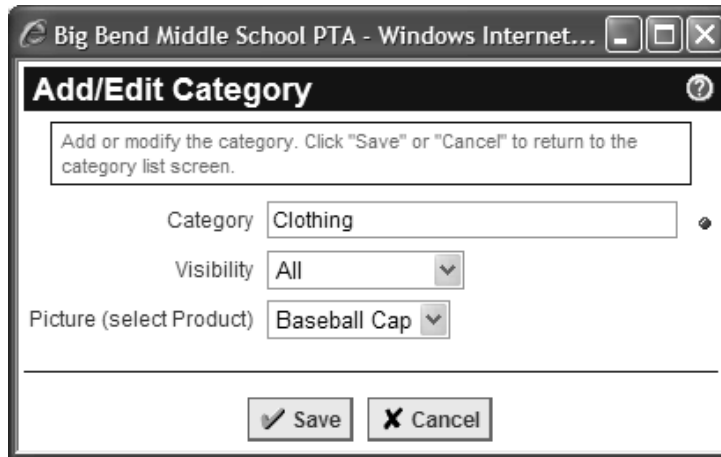 Big Bend Middle School PTA - Windows Internet...
Add/Edit Category
Add or modify the category. Click "Save" or "Cancel" to return to the
category list screen.
Category Clothing
Visibility All
Picture (select Product) Baseball Cap
Save Cancel